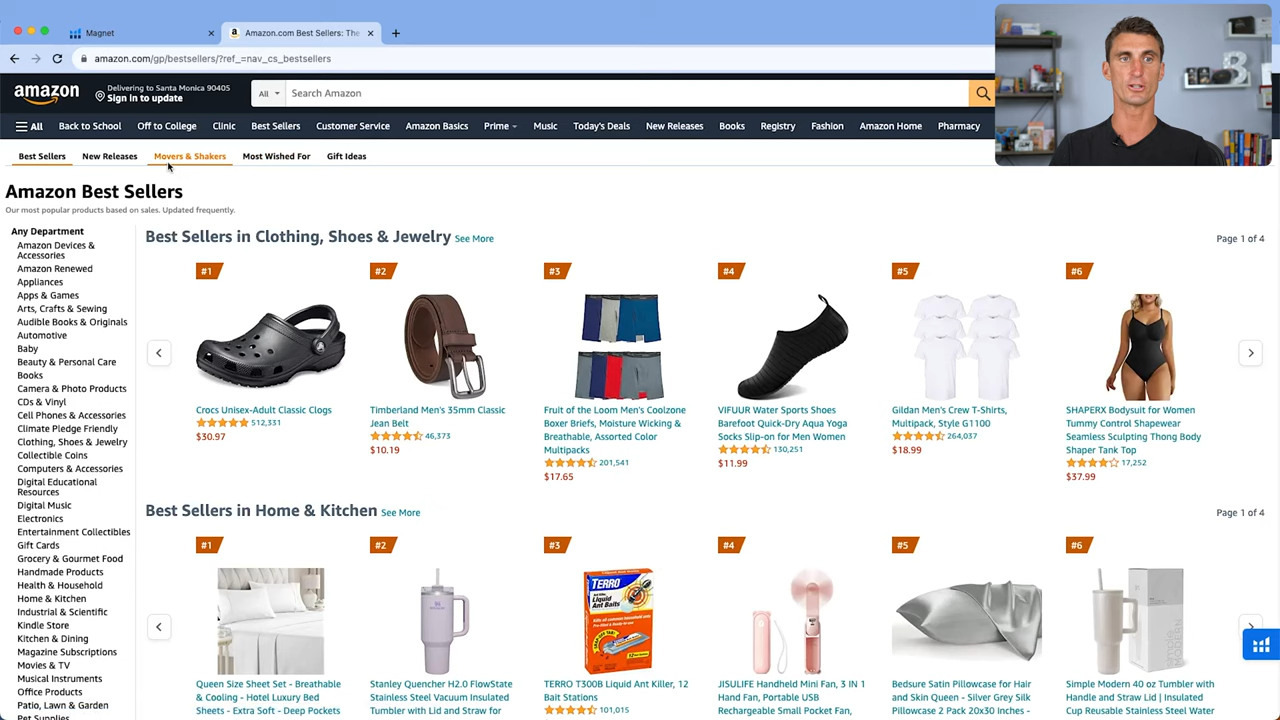 Magnet
Amazon.com Best Sellers: The
amazon.com/gp/bestsellers/?ref_=nav_cs_bestsellers
amazon
Delivering to Santa Monica 90405
Sign in to update
All
Search Amazon
All
Back to School
Off to College
Clinic
Best Sellers
Customer Service
Amazon Basics
Prime
Music
Today's Deals
New Releases
Books
Registry
Fashion
Amazon Home
Pharmacy
Best Sellers
New Releases
Movers & Shakers
Most Wished For
Gift Ideas
Amazon Best Sellers
Our most popular products based on sales. Updated frequently.
Any Department
Amazon Devices &
Accessories
Amazon Renewed
Appliances
Apps & Games
Arts, Crafts & Sewing
Audible Books & Originals
Automotive
Baby
Beauty & Personal Care
Books
Camera & Photo Products
CDs & Vinyl
Cell Phones & Accessories
Climate Pledge Friendly
Clothing, Shoes & Jewelry
Collectible Coins
Computers & Accessories
Digital Educational
Resources
Digital Music
Electronics
Entertainment Collectibles
Gift Cards
Grocery & Gourmet Food
Handmade Products
Health & Household
Home & Kitchen
Industrial & Scientific
Kindle Store
Kitchen & Dining
Magazine Subscriptions
Movies & TV
Musical Instruments
Office Products
Patio, Lawn & Garden
Pet Supplies
Best Sellers in Clothing, Shoes & Jewelry See More
Page 1 of 4
#1
Crocs Unisex-Adult Classic Clogs
512,331
$30.97
#2
Timberland Men's 35mm Classic
Jean Belt
46,373
$10.19
#3
Fruit of the Loom Men's Coolzone
Boxer Briefs, Moisture Wicking &
Breathable, Assorted Color
Multipacks
201,541
$17.65
#4
VIFUUR Water Sports Shoes
Barefoot Quick-Dry Aqua Yoga
Socks Slip-on for Men Women
130,251
$11.99
#5
Gildan Men's Crew T-Shirts,
Multipack, Style G1100
264,037
$18.99
#6
SHAPERX Bodysuit for Women
Tummy Control Shapewear
Seamless Sculpting Thong Body
Shaper Tank Top
17,252
$37.99
Best Sellers in Home & Kitchen See More
Page 1 of 4
#1
Queen Size Sheet Set - Breathable
& Cooling - Hotel Luxury Bed
Sheets - Extra Soft - Deep Pockets
#2
Stanley Quencher H2.0 FlowState
Stainless Steel Vacuum Insulated
Tumbler with Lid and Straw for
#3
TERRO
TERRO T300B Liquid Ant Killer, 12
Bait Stations
101,015
#4
JISULIFE Handheld Mini Fan, 3 IN 1
Hand Fan, Portable USB
Rechargeable Small Pocket Fan,
#5
Bedsure Satin Pillowcase for Hair
and Skin Queen - Silver Grey Silk
Pillowcase 2 Pack 20x30 Inches -
#6
Simple Modern 40 oz Tumbler with
Handle and Straw Lid | Insulated
Cup Reusable Stainless Steel Water